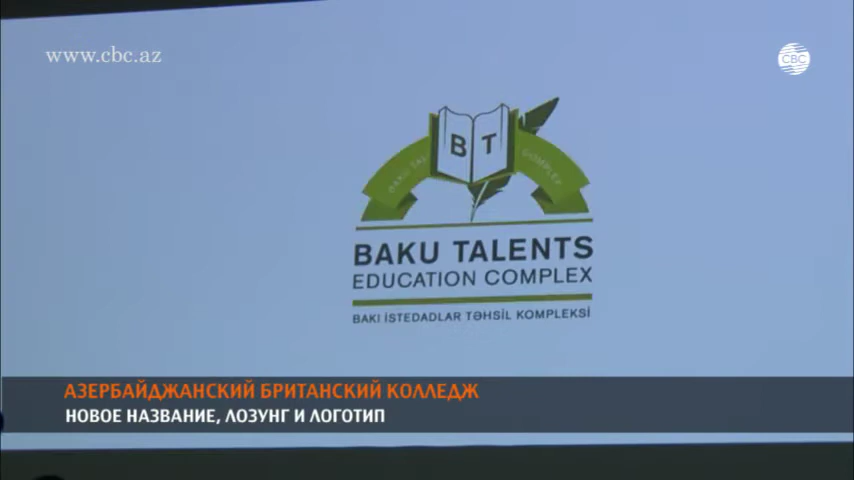 www.cbc.az
CBC
B T
BAKU TAL
COMPLEX
BAKU TALENTS
EDUCATION COMPLEX
BAKI İSTEDADLAR TƏHSİL KOMPLEKSİ
АЗЕРБАЙДЖАНСКИЙ БРИТАНСКИЙ КОЛЛЕДЖ
НОВОЕ НАЗВАНИЕ, ЛОЗУНГ И ЛОГОТИП